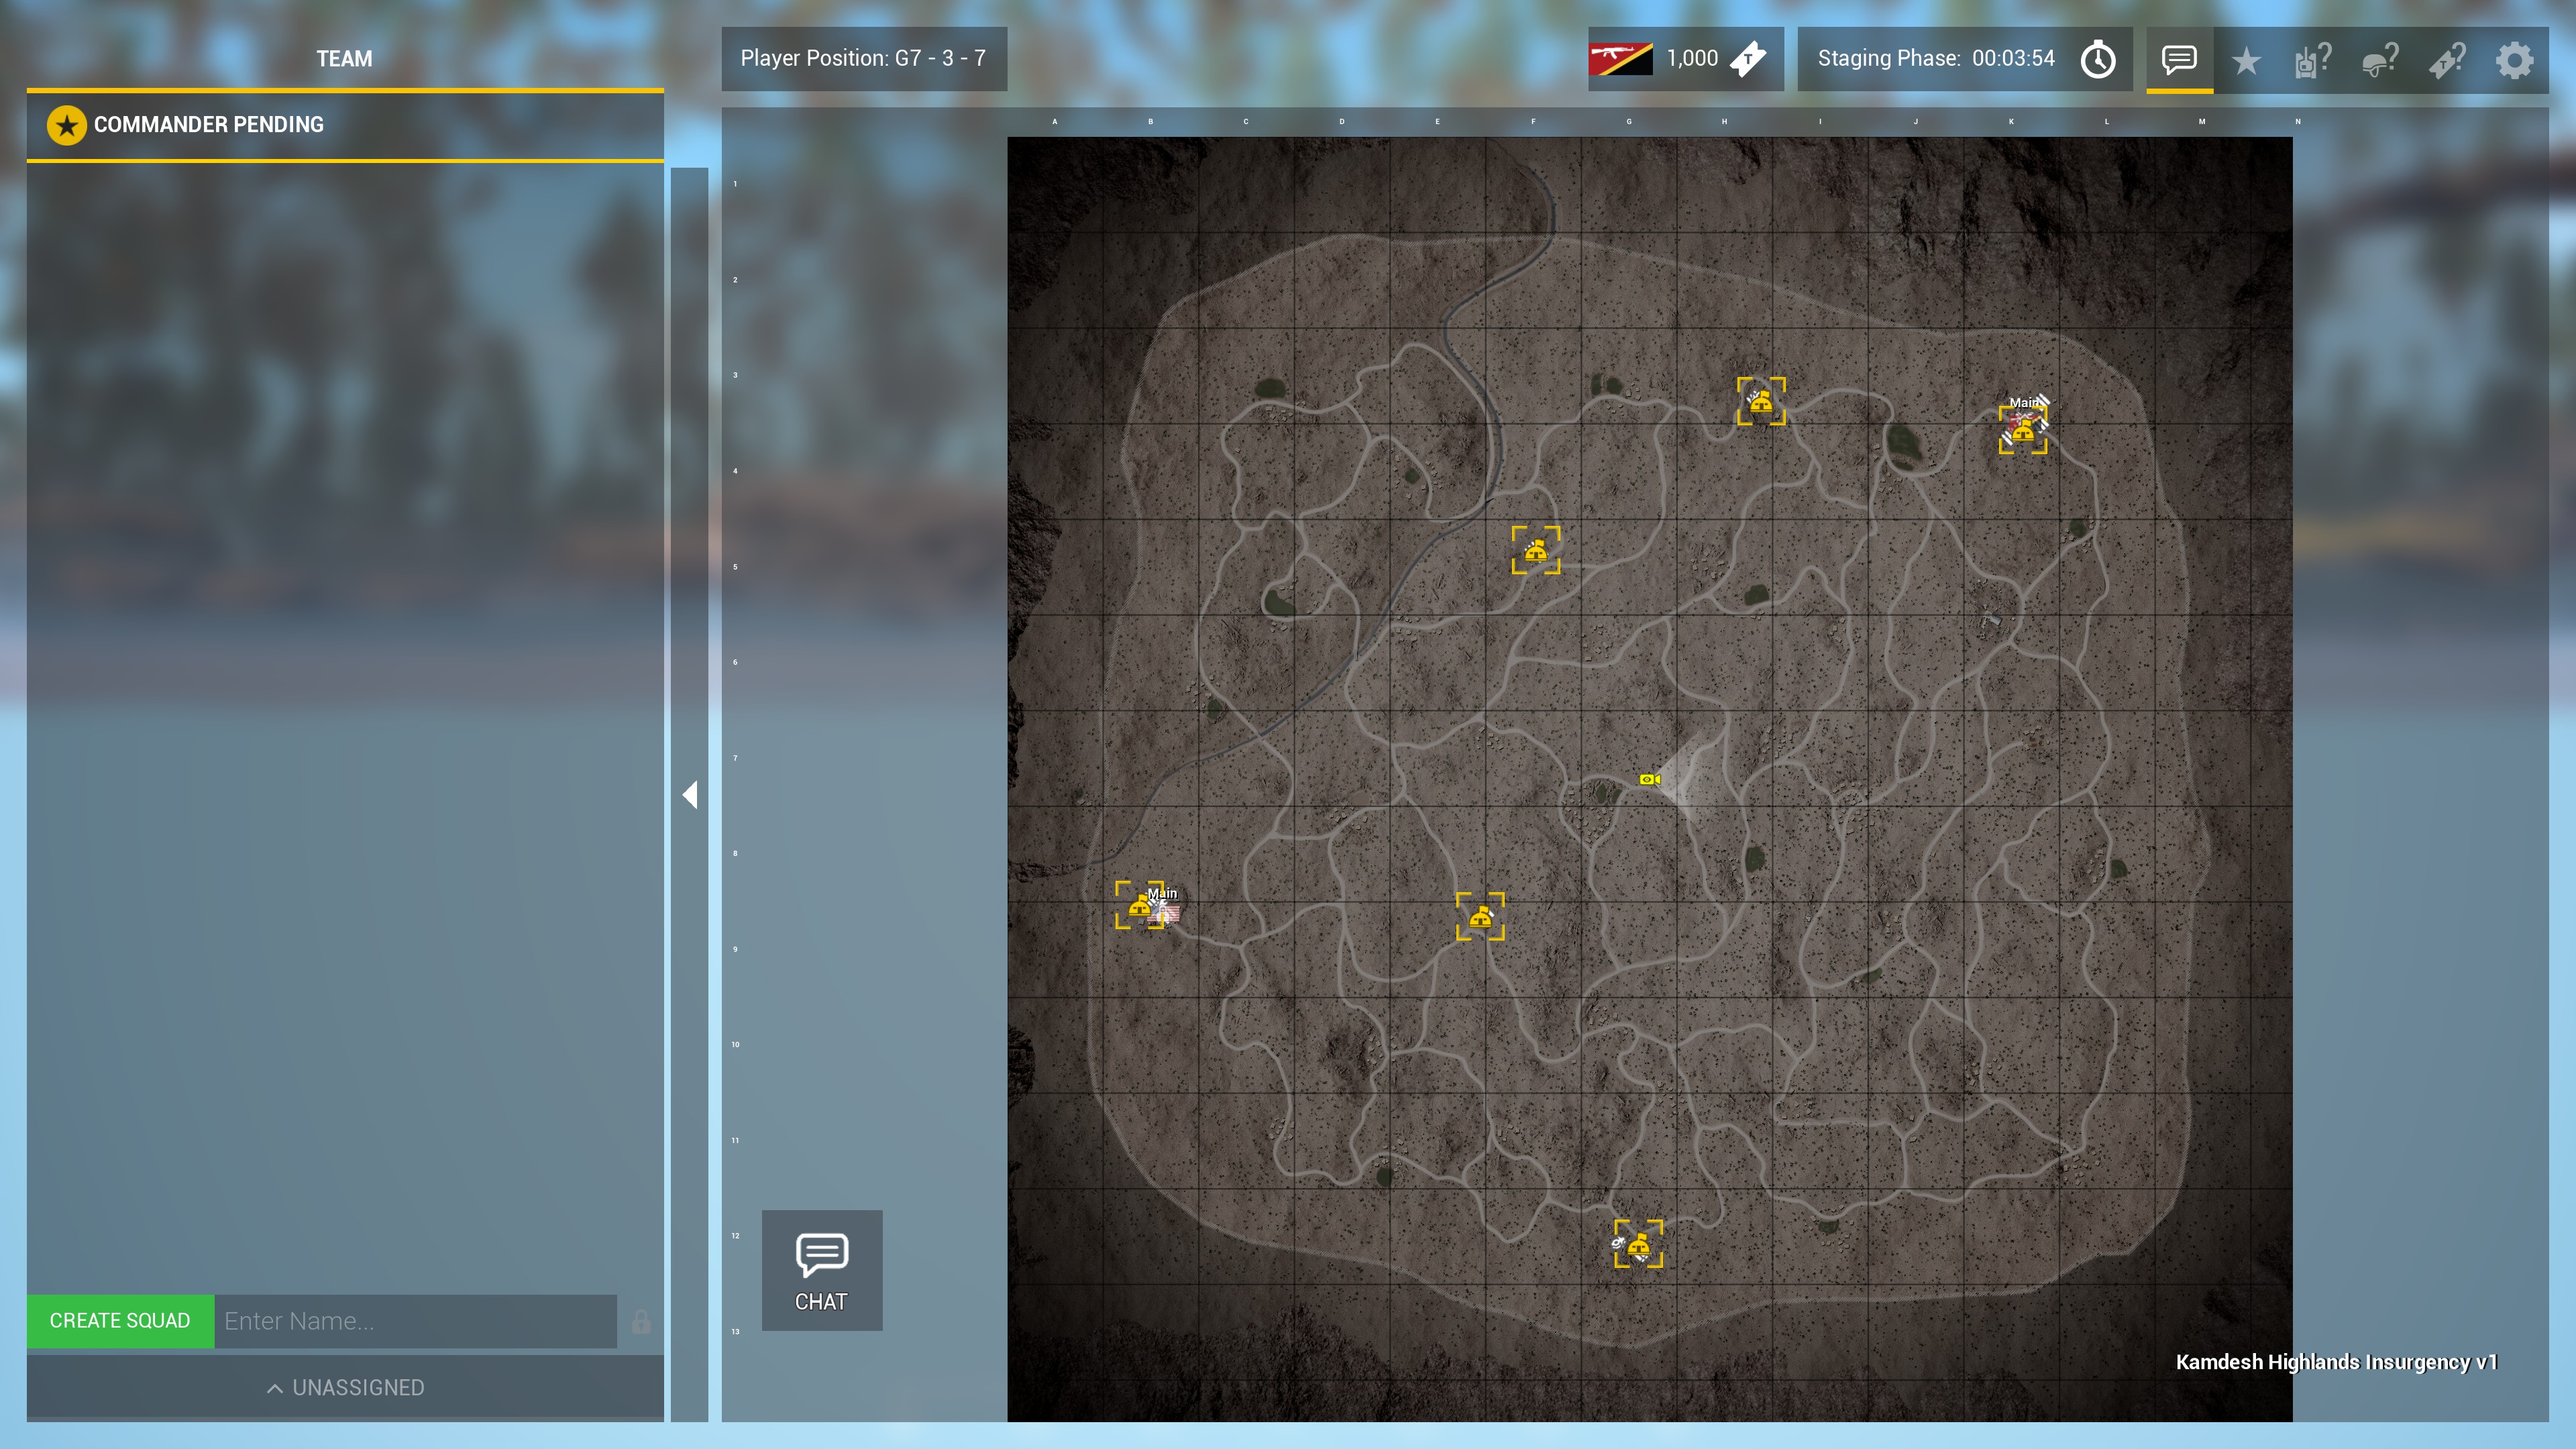 TEAM
Player Position: G7 - 3 - 7
1,000
Staging Phase: 00:03:54
COMMANDER PENDING
A B C D E F G H I J K L M N
1
2
3
Main
4
5
6
7
8
Main
9
10
11
12
CHAT
CREATE SQUAD
Enter Name...
13
Kamdesh Highlands Insurgency v1
UNASSIGNED